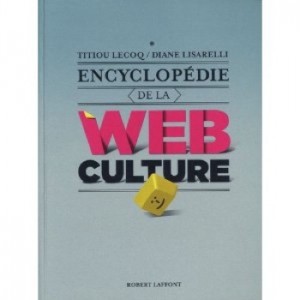 TITIOU LECOQ / DIANE LISARELLI
ENCYCLOPÉDIE
DE LA
WEB
CULTURE
ROBERT LAFFONT